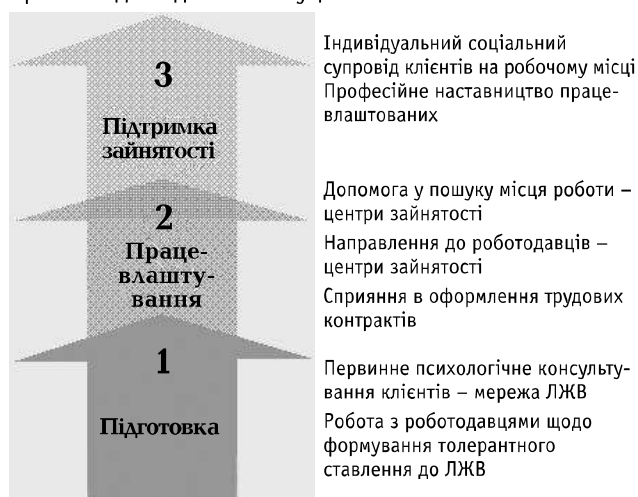 3
Підтримка
зайнятості
Індивідуальний соціальний
супровід клієнтів на робочому місці
Професійне наставництво праце-
влаштованих
2
Праце-
влашту-
вання
Допомога у пошуку місця роботи –
центри зайнятості
Направлення до роботодавців –
центри зайнятості
Сприяння в оформлення трудових
контрактів
1
Підготовка
Первинне психологічне консульту-
вання клієнтів – мережа ЛЖВ
Робота з роботодавцями щодо
формування толерантного
ставлення до ЛЖВ